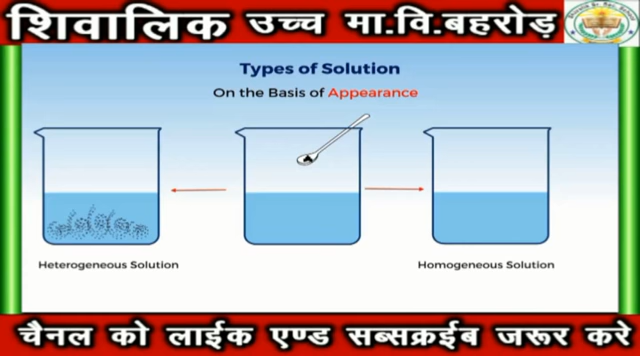 शिवालिक उच्च मा.वि.बहरोड़
Types of Solution
On the Basis of Appearance
Heterogeneous Solution
Homogeneous Solution
चैनल को लाईक एण्ड सब्सक्रईब जरूर करे